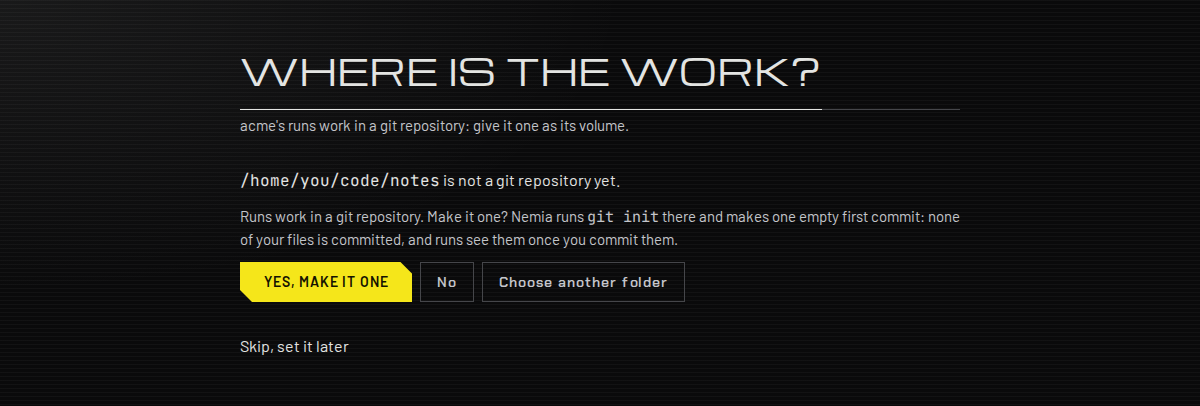 WHERE IS THE WORK?
acme's runs work in a git repository: give it one as its volume.
/home/you/code/notes is not a git repository yet.
Runs work in a git repository. Make it one? Nemia runs git init there and makes one empty first commit: none
of your files is committed, and runs see them once you commit them.
YES, MAKE IT ONE No Choose another folder
Skip, set it later